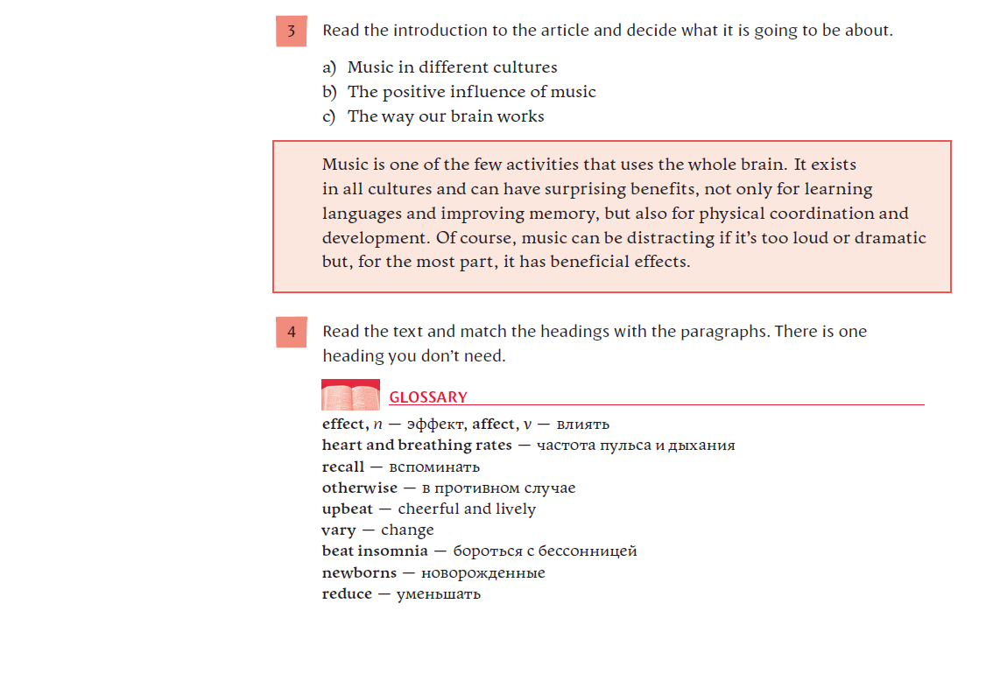 3 Read the introduction to the article and decide what it is going to be about.
a) Music in different cultures
b) The positive influence of music
c) The way our brain works
Music is one of the few activities that uses the whole brain. It exists
in all cultures and can have surprising benefits, not only for learning
languages and improving memory, but also for physical coordination and
development. Of course, music can be distracting if it’s too loud or dramatic
but, for the most part, it has beneficial effects.
4 Read the text and match the headings with the paragraphs. There is one
heading you don’t need.
GLOSSARY
effect, n — эффект, affect, v — влиять
heart and breathing rates — частота пульса и дыхания
recall — вспоминать
otherwise — в противном случае
upbeat — cheerful and lively
vary — change
beat insomnia — бороться с бессонницей
newborns — новорожденные
reduce — уменьшать